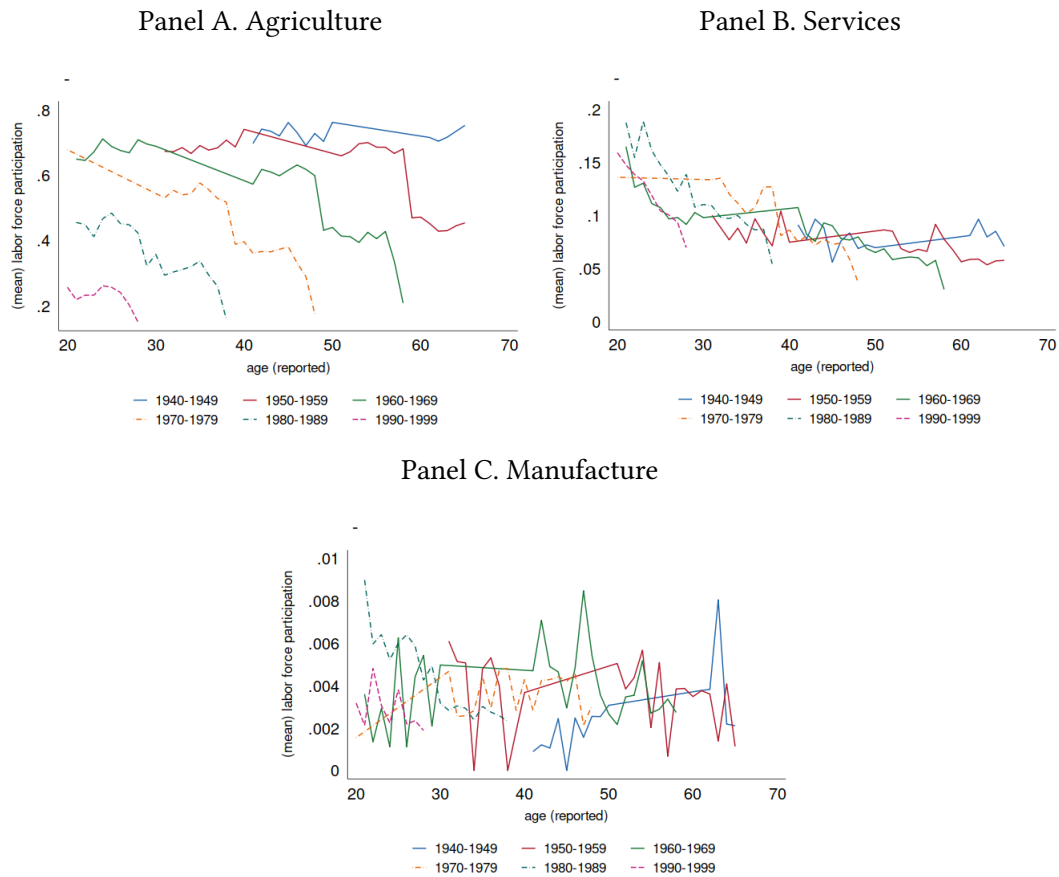 Panel A. Agriculture
-
(mean) labor force participation
.8
.6
.4
.2
20 30 40 50 60 70
age (reported)
1940-1949 1950-1959 1960-1969
1970-1979 1980-1989 1990-1999
Panel B. Services
-
(mean) labor force participation
.2
.15
.1
.05
0
20 30 40 50 60 70
age (reported)
1940-1949 1950-1959 1960-1969
1970-1979 1980-1989 1990-1999
Panel C. Manufacture
-
(mean) labor force participation
.01
.008
.006
.004
.002
0
20 30 40 50 60 70
age (reported)
1940-1949 1950-1959 1960-1969
1970-1979 1980-1989 1990-1999